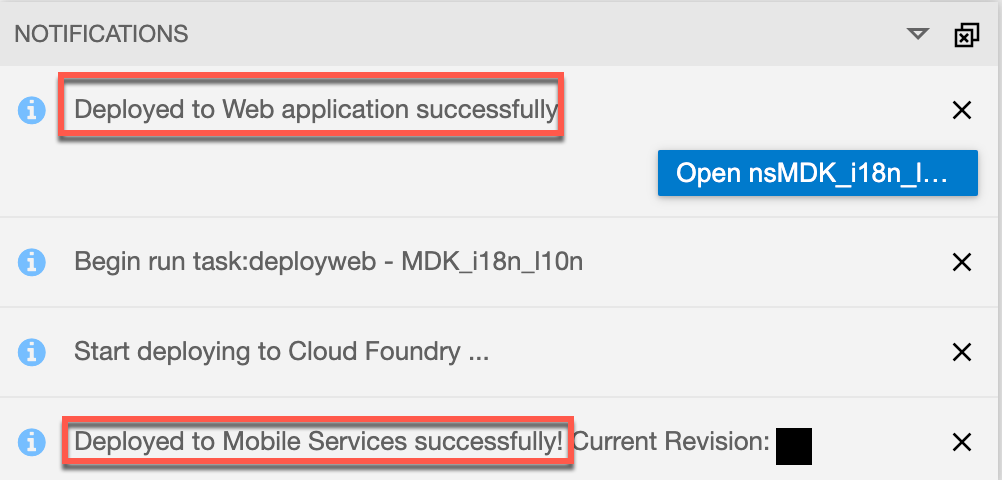 NOTIFICATIONS
Deployed to Web application successfully
Open nsMDK_i18n_l...
Begin run task:deployweb - MDK_i18n_l10n
Start deploying to Cloud Foundry ...
Deployed to Mobile Services successfully! Current Revision: